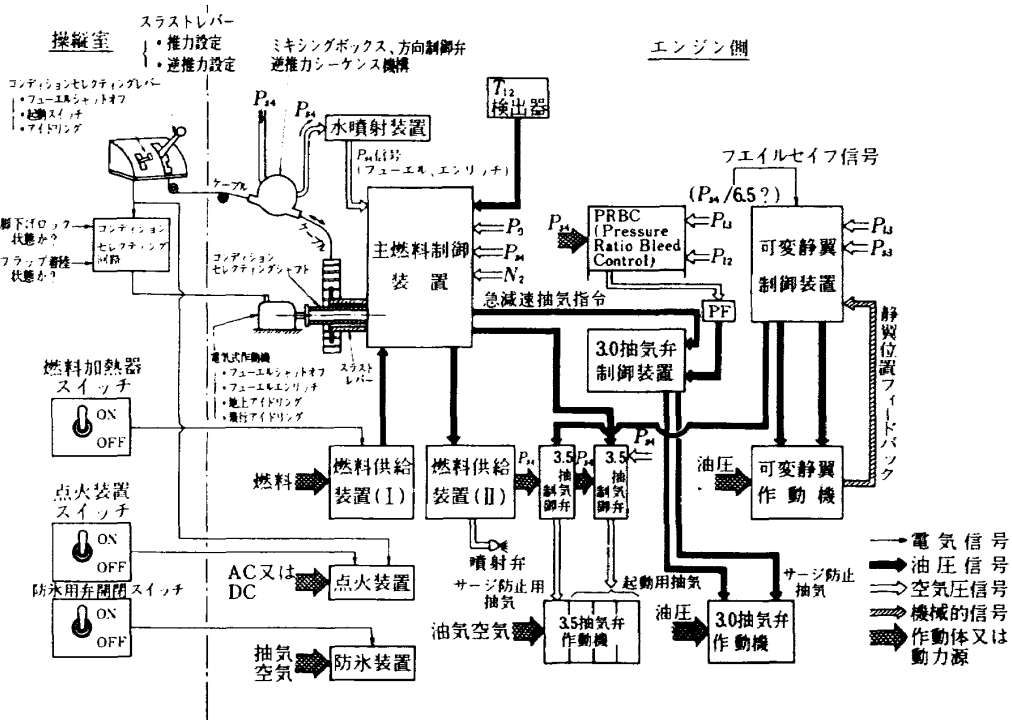 操縦室
スラストレバー
・推力設定
・逆推力設定
コンディションセレクティングレバー
・フューエルシャットオフ
・起動スイッチ
・アイドリング
ミキシングボックス、方向制御弁
逆推力シーケンス機構
エンジン側
Ps4
Ps4
水噴射装置
T12
検出器
Ps4信号
(フューエル、エンリッチ)
ケーブル
ケーブル
脚下げロック
状態か?
フラップ着陸
状態か?
コンディション
セレクティング
回路
コンディション
セレクティングシャフト
主燃料制御
装置
P3
Ps4
N2
フエイルセイフ信号
(Ps4/6.5?)
Ps4
PRBC
(Pressure
Ratio Bleed
Control)
P13
P12
PF
可変静翼
制御装置
P13
Ps3
急減速抽気指令
3.0抽気弁
制御装置
静翼位置フィードバック
スラスト
レバー
電気式作動機
・フューエルシャットオフ
・フューエルエンリッチ
・地上アイドリング
・飛行アイドリング
燃料加熱器
スイッチ
ON
OFF
燃料
燃料供給
装置(I)
燃料供給
装置(II)
Ps4
3.5
抽気制御弁
Ps4
3.5
抽気制御弁
Ps4
油圧
可変静翼
作動機
噴射弁
点火装置
スイッチ
ON
OFF
AC又は
DC
点火装置
サージ防止用
抽気
起動用抽気
サージ防止
抽気
油気空気
3.5抽気弁
作動機
油圧
3.0抽気弁
作動機
防氷用弁開閉スイッチ
ON
OFF
抽気
空気
防氷装置
電気信号
油圧信号
空気圧信号
機械的信号
作動体又は
動力源